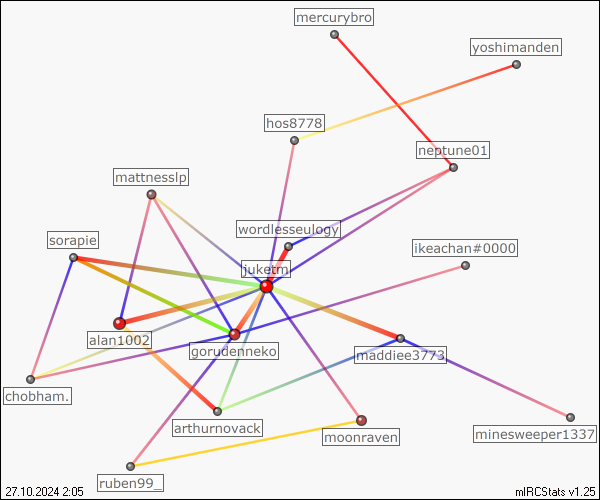 mercurybro
yoshimanden
hos8778
neptune01
mattnesslp
wordlesseulogy
sorapie
ikeachan#0000
juketm
alan1002
gorudenneko
maddiee3773
chobham.
arthurnovack
moonraven
minesweeper1337
ruben99_
27.10.2024 2:05
mIRCStats v1.25